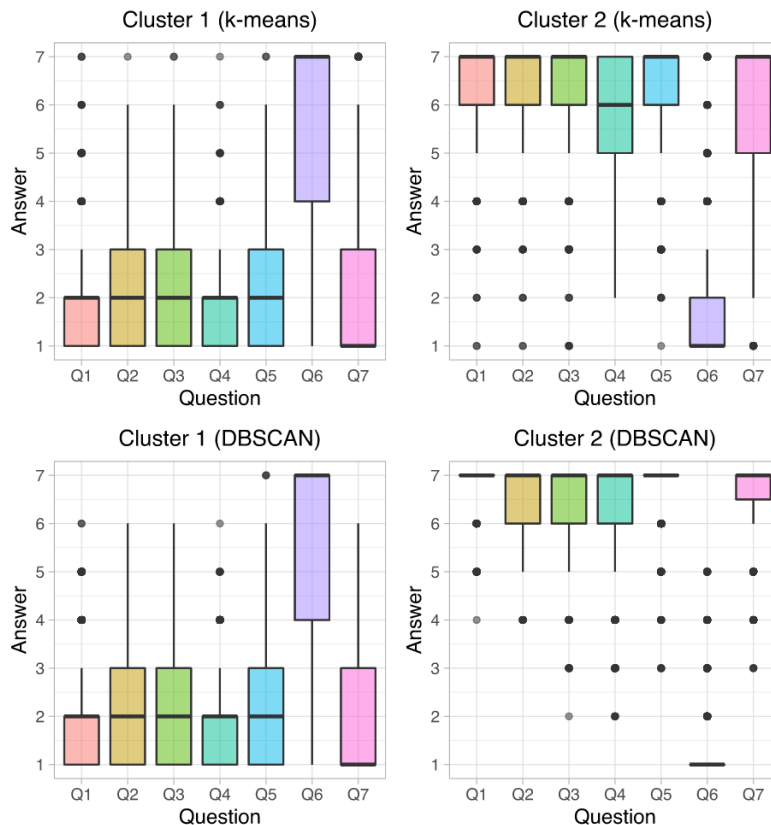 Cluster 1 (k-means)
Answer
7
6
5
4
3
2
1
Q1 Q2 Q3 Q4 Q5 Q6 Q7
Question
Cluster 2 (k-means)
Answer
7
6
5
4
3
2
1
Q1 Q2 Q3 Q4 Q5 Q6 Q7
Question
Cluster 1 (DBSCAN)
Answer
7
6
5
4
3
2
1
Q1 Q2 Q3 Q4 Q5 Q6 Q7
Question
Cluster 2 (DBSCAN)
Answer
7
6
5
4
3
2
1
Q1 Q2 Q3 Q4 Q5 Q6 Q7
Question